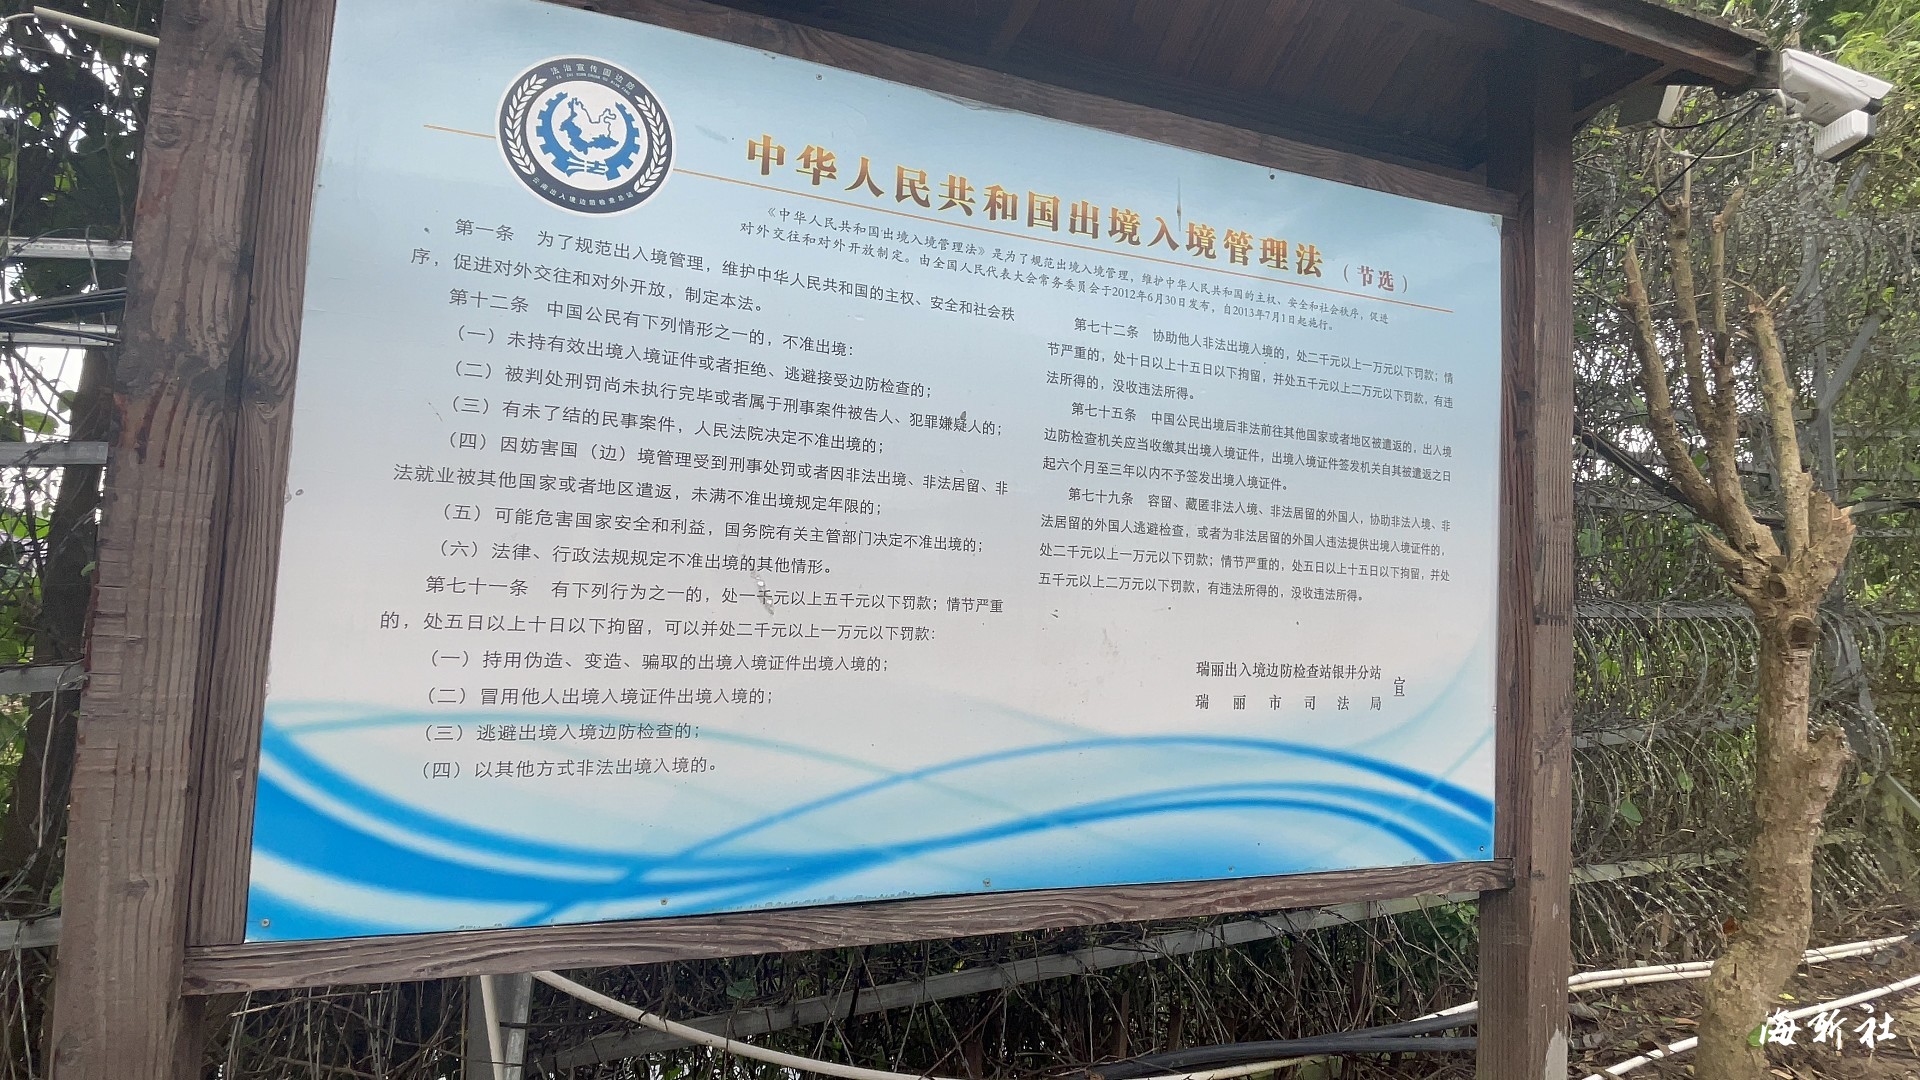 法治宣传固边防
云南出入境边防检查总站
中华人民共和国出境入境管理法（节选）
《中华人民共和国出境入境管理法》是为了规范出境入境管理，维护中华人民共和国的主权、安全和社会秩序，促进
对外交往和对外开放制定。由全国人民代表大会常务委员会于2012年6月30日发布，自2013年7月1日起施行。
第一条 为了规范出入境管理，维护中华人民共和国的主权、安全和社会秩
序，促进对外交往和对外开放，制定本法。
第十二条 中国公民有下列情形之一的，不准出境：
（一）未持有效出境入境证件或者拒绝、逃避接受边防检查的；
（二）被判处刑罚尚未执行完毕或者属于刑事案件被告人、犯罪嫌疑人的；
（三）有未了结的民事案件，人民法院决定不准出境的；
（四）因妨害国（边）境管理受到刑事处罚或者因非法出境、非法居留、非
法就业被其他国家或者地区遣返，未满不准出境规定年限的；
（五）可能危害国家安全和利益，国务院有关主管部门决定不准出境的；
（六）法律、行政法规规定不准出境的其他情形。
第七十一条 有下列行为之一的，处一千元以上五千元以下罚款；情节严重
的，处五日以上十日以下拘留，可以并处二千元以上一万元以下罚款：
（一）持用伪造、变造、骗取的出境入境证件出境入境的；
（二）冒用他人出境入境证件出境入境的；
（三）逃避出境入境边防检查的；
（四）以其他方式非法出境入境的。
第七十二条 协助他人非法出境入境的，处二千元以上一万元以下罚款；情
节严重的，处十日以上十五日以下拘留，并处五千元以上二万元以下罚款，有违
法所得的，没收违法所得。
第七十五条 中国公民出境后非法前往其他国家或者地区被遣返的，出入境
边防检查机关应当收缴其出境入境证件，出境入境证件签发机关自其被遣返之日
起六个月至三年以内不予签发出境入境证件。
第七十九条 容留、藏匿非法入境、非法居留的外国人，协助非法入境、非
法居留的外国人逃避检查，或者为非法居留的外国人违法提供出境入境证件的，
处二千元以上一万元以下罚款；情节严重的，处五日以上十五日以下拘留，并处
五千元以上二万元以下罚款，有违法所得的，没收违法所得。
瑞丽出入境边防检查站银井分站
瑞丽市司法局
宣
海新社